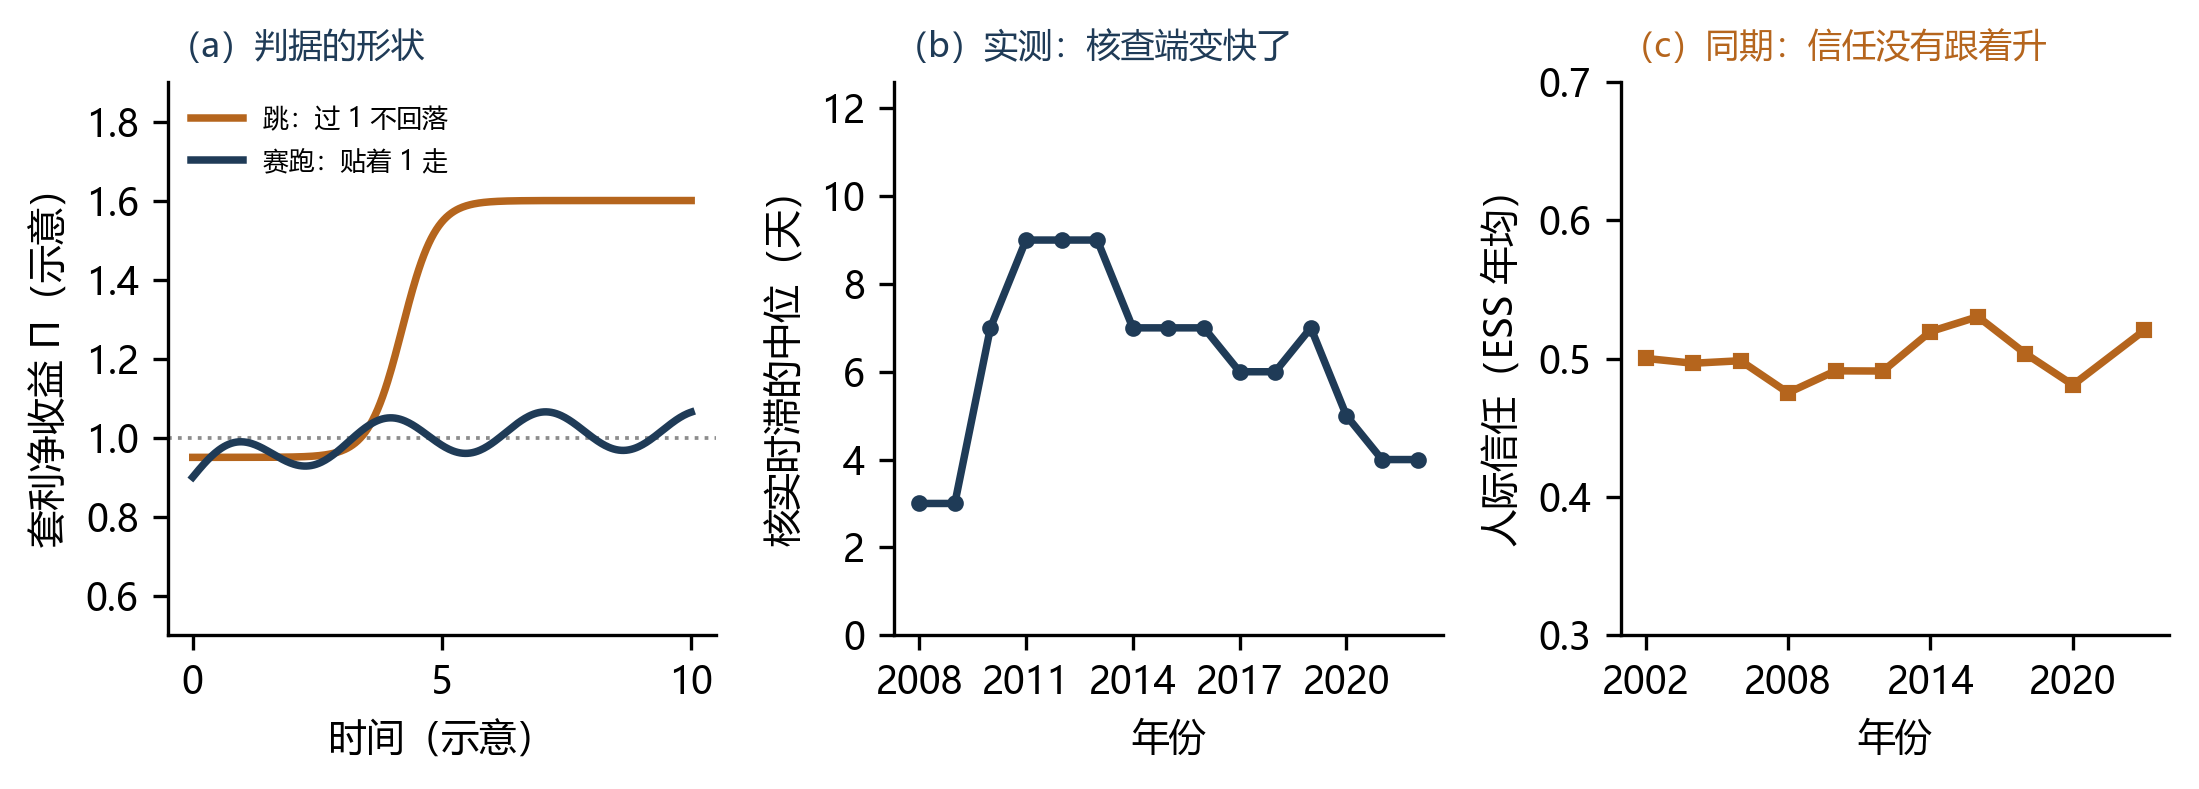 （a）判据的形状
跳：过 1 不回落
赛跑：贴着 1 走
套利净收益 Π（示意）
1.8
1.6
1.4
1.2
1.0
0.8
0.6
0
5
10
时间（示意）
（b）实测：核查端变快了
核实时滞的中位（天）
12
10
8
6
4
2
0
2008
2011
2014
2017
2020
年份
（c）同期：信任没有跟着升
人际信任（ESS 年均）
0.7
0.6
0.5
0.4
0.3
2002
2008
2014
2020
年份